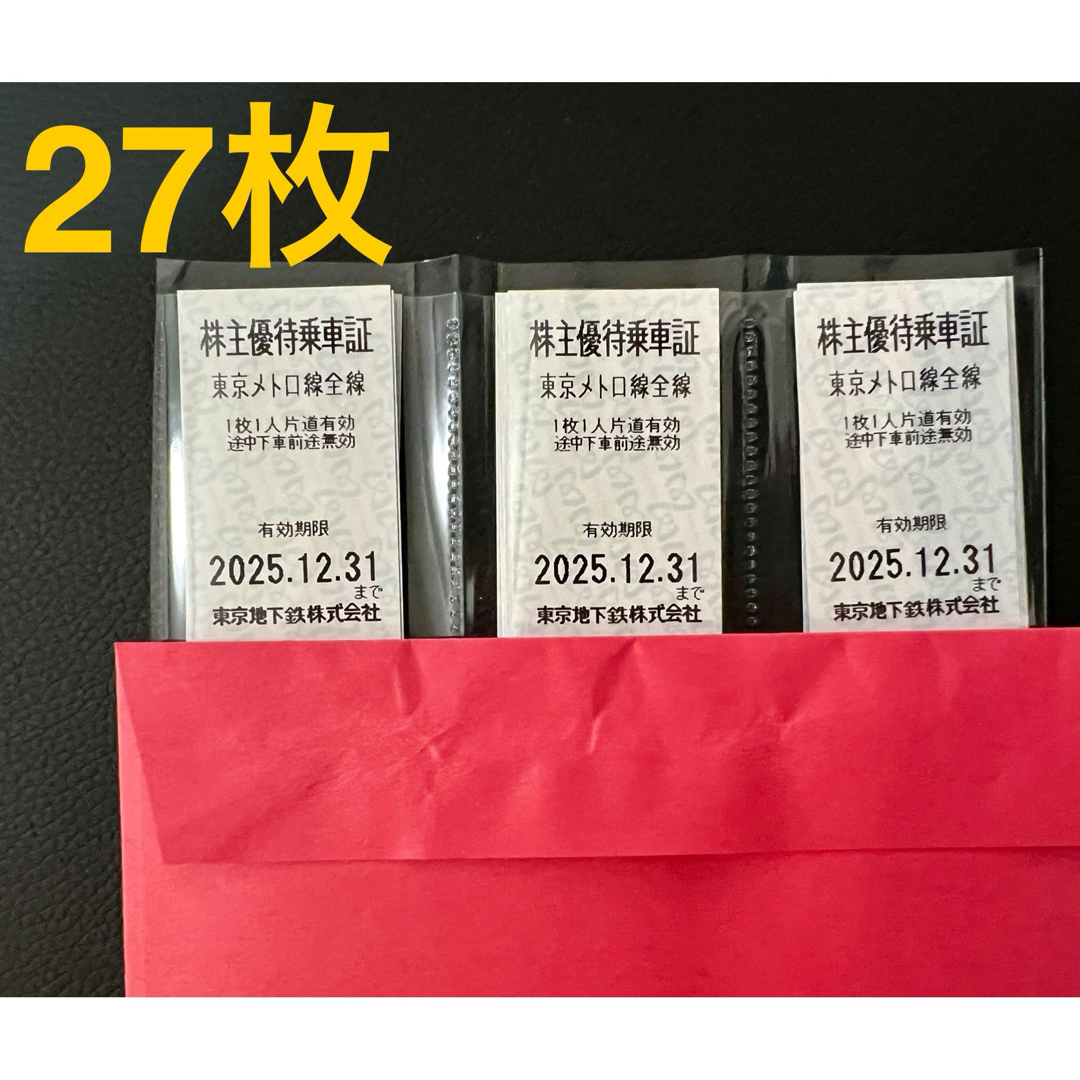 27枚
株主優待乗車証
東京メトロ線全線
1枚1人片道有効
途中下車前途無効
有効期限
2025.12.31
まで
東京地下鉄株式会社
株主優待乗車証
東京メトロ線全線
1枚1人片道有効
途中下車前途無効
有効期限
2025.12.31
まで
東京地下鉄株式会社
株主優待乗車証
東京メトロ線全線
1枚1人片道有効
途中下車前途無効
有効期限
2025.12.31
まで
東京地下鉄株式会社